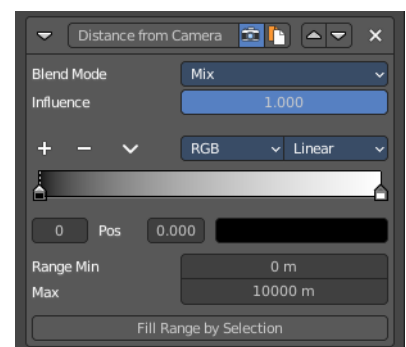 Distance from Camera
Blend Mode Mix
Influence 1.000
RGB Linear
0 Pos 0.000
Range Min 0 m
Max 10000 m
Fill Range by Selection